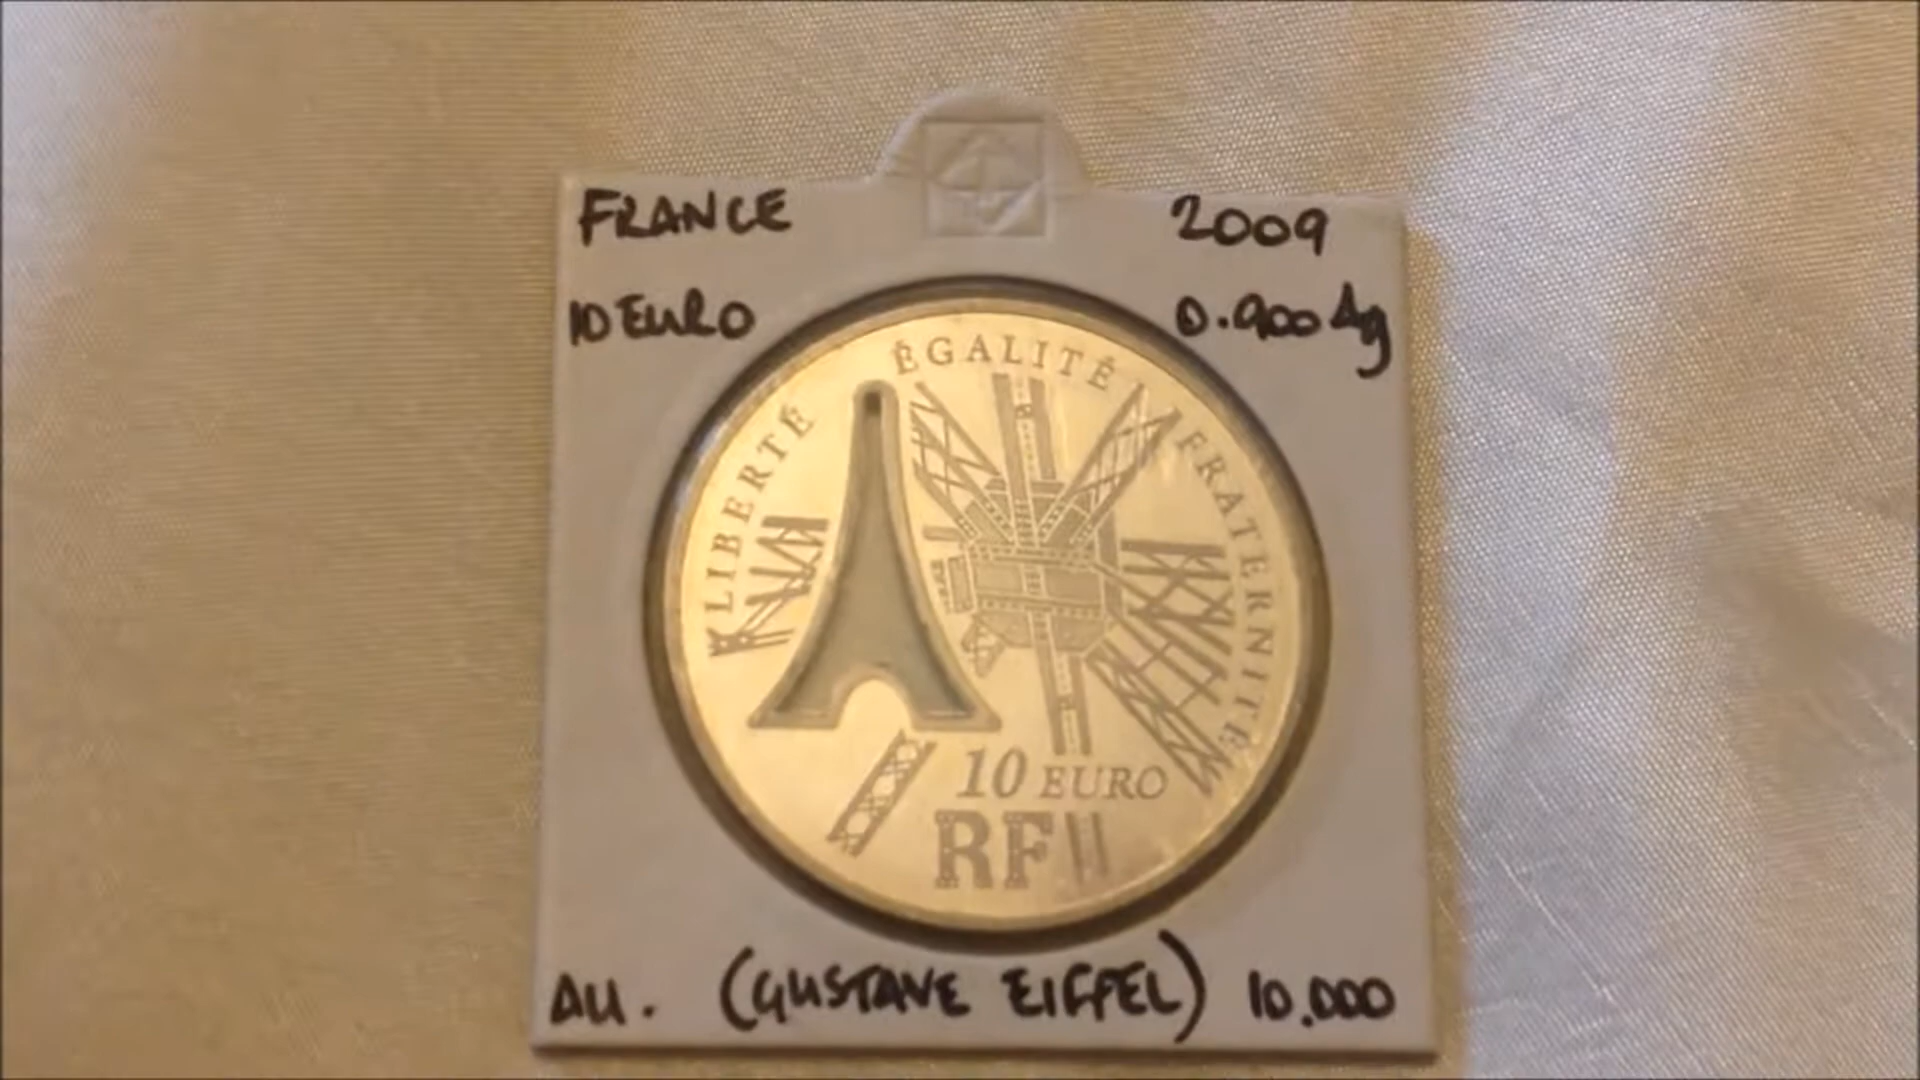 FRANCE 2009
10 EURO 0.900 Ag
LIBERTÉ ÉGALITÉ FRATERNITÉ
10 EURO
RF
AU. (GUSTAVE EIFFEL) 10.000